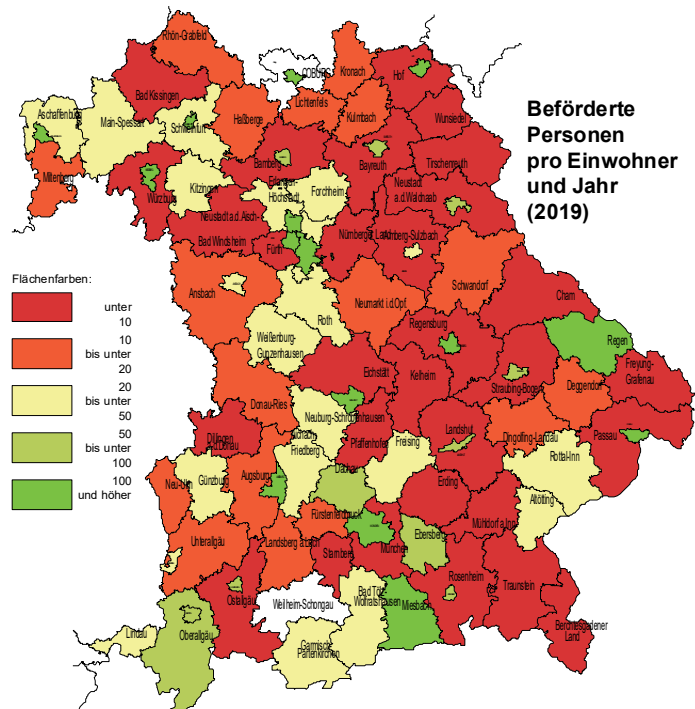 Beförderte
Personen
pro Einwohner
und Jahr
(2019)
Rhön-Grabfeld
COBURG
Kronach
Hof
Bad Kissingen
Lichtenfels
Kulmbach
Wunsiedel
Aschaffenburg
Main-Spessart
Schweinfurt
Haßberge
Miltenberg
Würzburg
Kitzingen
Bamberg
Bayreuth
Tirschenreuth
Erlangen-
Höchstadt
Forchheim
Neustadt
a.d.Waldnaab
Neustadt a.d. Aisch-
Bad Windsheim
Fürth
Nürnberger Land
Amberg-Sulzbach
Ansbach
Roth
Neumarkt i.d.Opf.
Schwandorf
Cham
Weißenburg-
Gunzenhausen
Regensburg
Regen
Flächenfarben:
unter
10
10
bis unter
20
20
bis unter
50
50
bis unter
100
100
und höher
Eichstätt
Kelheim
Straubing-Bogen
Deggendorf
Freyung-
Grafenau
Donau-Ries
Neuburg-Schrobenhausen
Pfaffenhofen
Landshut
Dingolfing-Landau
Passau
Dillingen
a.d.Donau
Aichach-
Friedberg
Freising
Rottal-Inn
Neu-Ulm
Günzburg
Augsburg
Dachau
Erding
Altötting
Fürstenfeldbruck
Mühldorf a.Inn
Unterallgäu
Landsberg a.Lech
Starnberg
München
Ebersberg
Ostallgäu
Weilheim-Schongau
Bad Tölz-
Wolfratshausen
Miesbach
Rosenheim
Traunstein
Lindau
Oberallgäu
Garmisch-
Partenkirchen
Berchtesgadener
Land